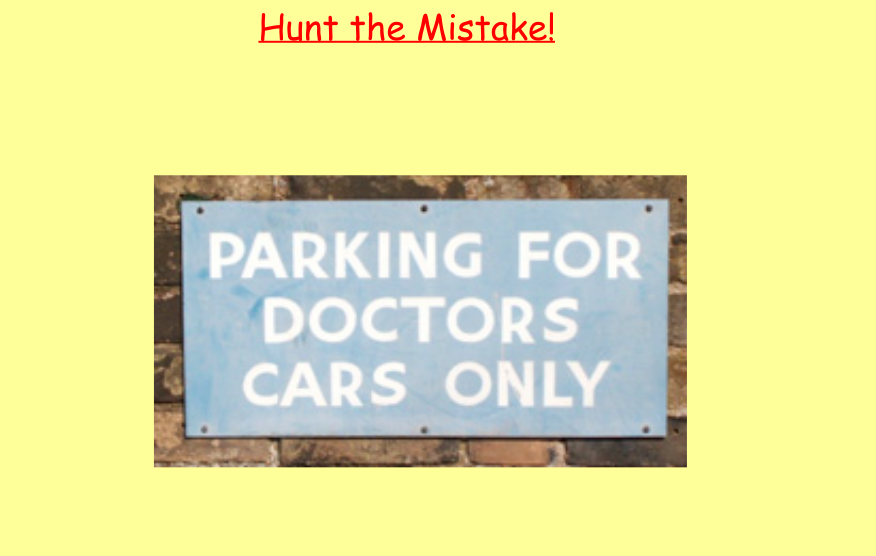 Hunt the Mistake!
PARKING FOR
DOCTORS
CARS ONLY